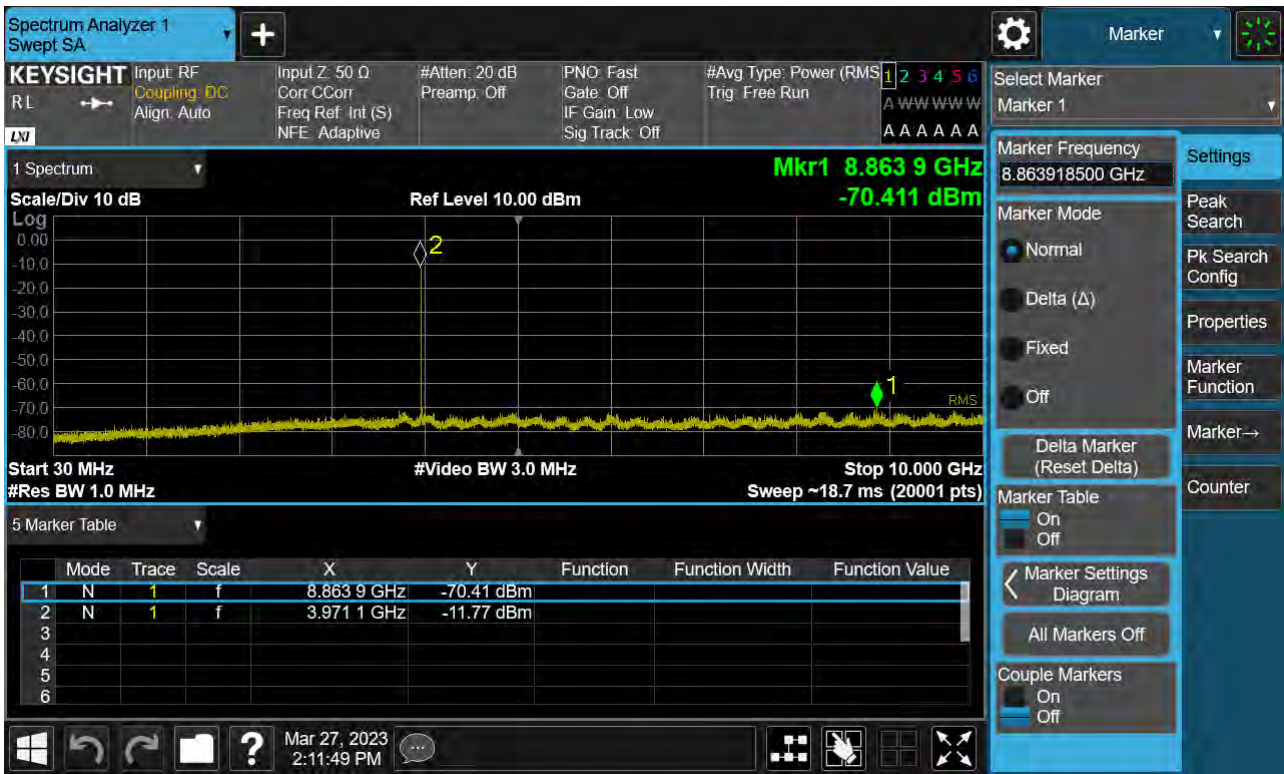 Spectrum Analyzer 1
Swept SA
+
Marker
KEYSIGHT
RL
LXI
Input: RF
Coupling: DC
Align: Auto
Input Z: 50 Ω
Corr CCorr
Freq Ref: Int (S)
NFE: Adaptive
#Atten: 20 dB
Preamp: Off
PNO: Fast
Gate: Off
IF Gain: Low
Sig Track: Off
#Avg Type: Power (RMS
Trig: Free Run
1 2 3 4 5 6
A W W W W W
A A A A A A
Select Marker
Marker 1
1 Spectrum
Mkr1 8.863 9 GHz
-70.411 dBm
Scale/Div 10 dB
Ref Level 10.00 dBm
Log
0.00
-10.0
-20.0
-30.0
-40.0
-50.0
-60.0
-70.0
-80.0
2
1
RMS
Start 30 MHz
#Video BW 3.0 MHz
Stop 10.000 GHz
#Res BW 1.0 MHz
Sweep ~18.7 ms (20001 pts)
5 Marker Table
Mode Trace Scale X Y Function Function Width Function Value
1 N 1 f 8.863 9 GHz -70.41 dBm
2 N 1 f 3.971 1 GHz -11.77 dBm
3
4
5
6
Marker Frequency
8.863918500 GHz
Marker Mode
Normal
Delta (Δ)
Fixed
Off
Delta Marker
(Reset Delta)
Marker Table
On
Off
Marker Settings
Diagram
All Markers Off
Couple Markers
On
Off
Settings
Peak
Search
Pk Search
Config
Properties
Marker
Function
Marker→
Counter
?
Mar 27, 2023
2:11:49 PM